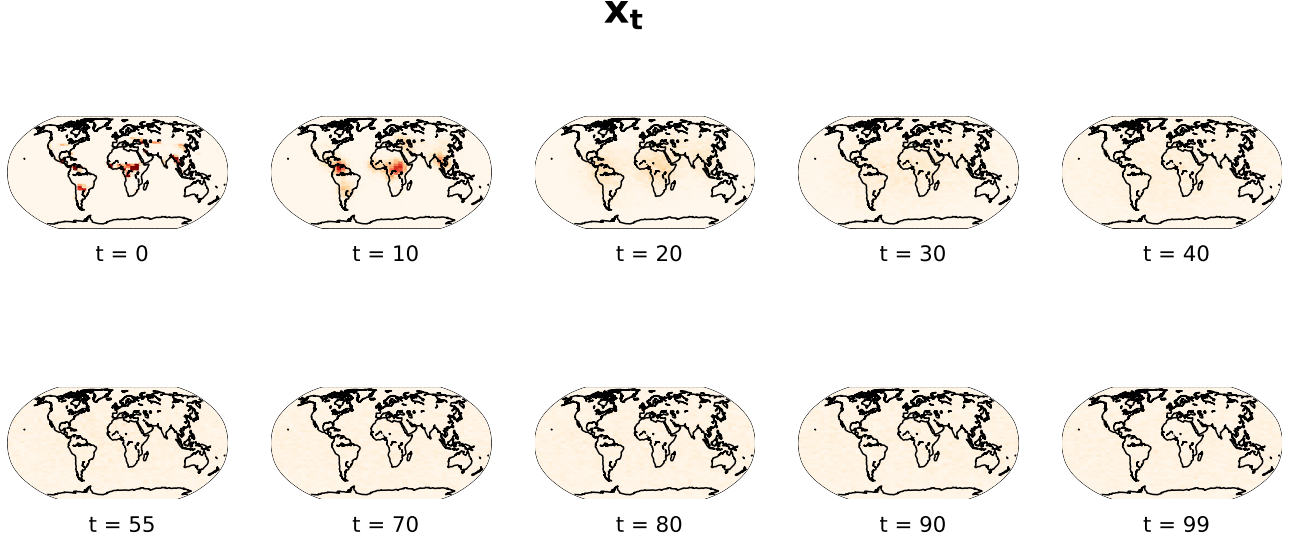 x_t
t = 0
t = 10
t = 20
t = 30
t = 40
t = 55
t = 70
t = 80
t = 90
t = 99